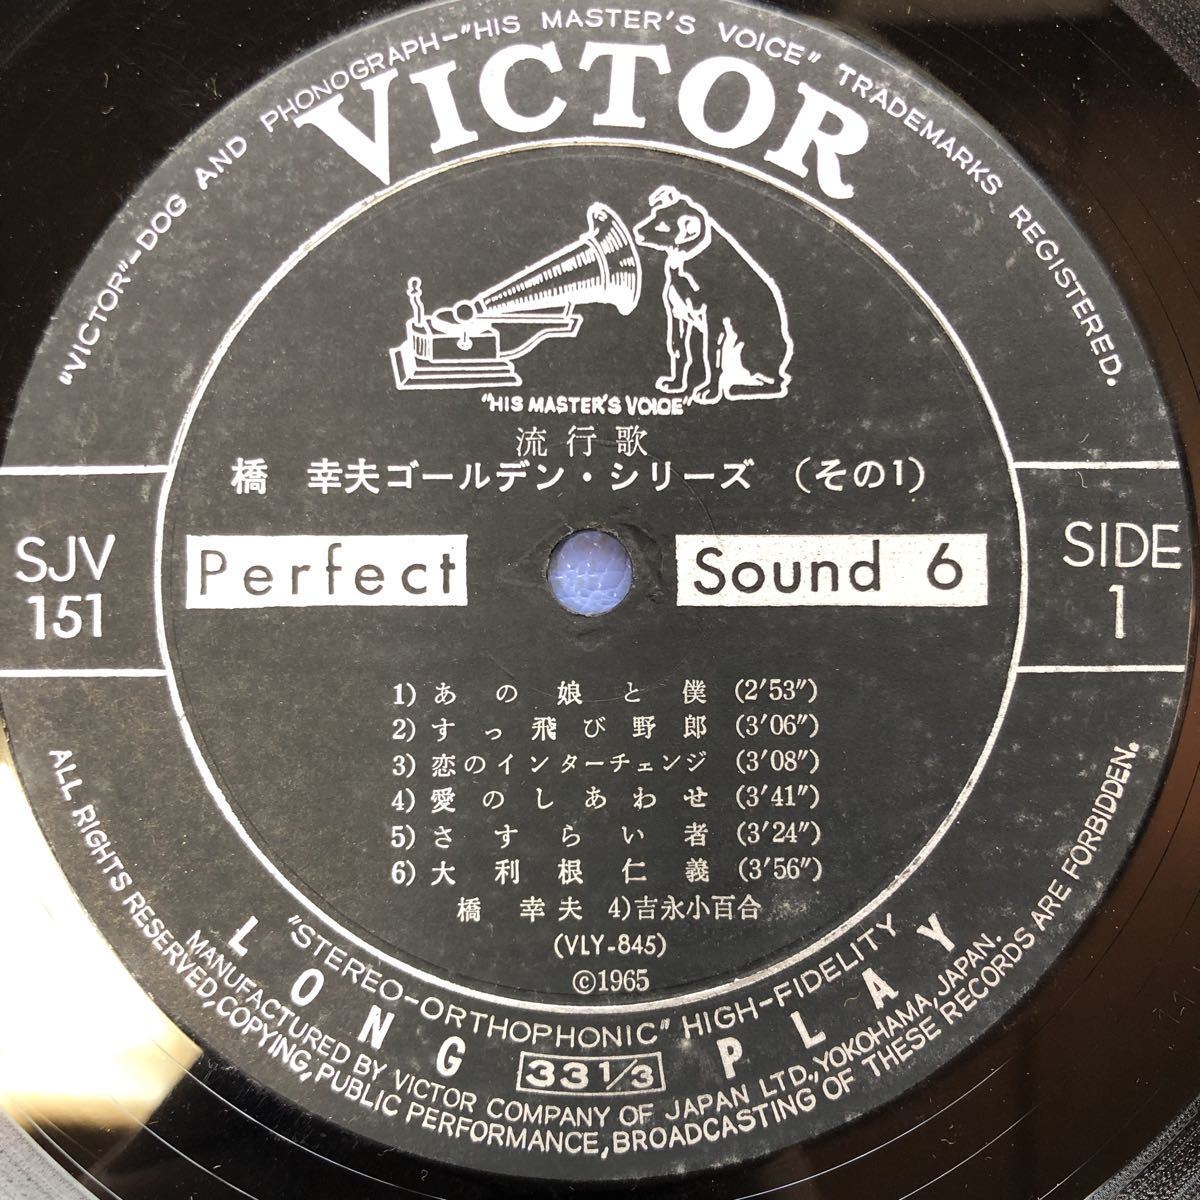 "VICTOR"-DOG AND PHONOGRAPH-"HIS MASTER'S VOICE" TRADEMARKS REGISTERED.
VICTOR
"HIS MASTER'S VOICE"
流行歌
橋 幸夫ゴールデン・シリーズ (その1)
SJV
151
Perfect Sound 6
SIDE
1
1) あの娘と僕 (2′53″)
2) すっ飛び野郎 (3′06″)
3) 恋のインターチェンジ (3′08″)
4) 愛のしあわせ (3′41″)
5) さすらい者 (3′24″)
6) 大利根仁義 (3′56″)
橋 幸夫 4)吉永小百合
(VLY-845)
©1965
"STEREO-ORTHOPHONIC" HIGH-FIDELITY
LONG 33 1/3 PLAY
MANUFACTURED BY VICTOR COMPANY OF JAPAN LTD., YOKOHAMA, JAPAN.
ALL RIGHTS RESERVED, COPYING, PUBLIC PERFORMANCE, BROADCASTING OF THESE RECORDS ARE FORBIDDEN.